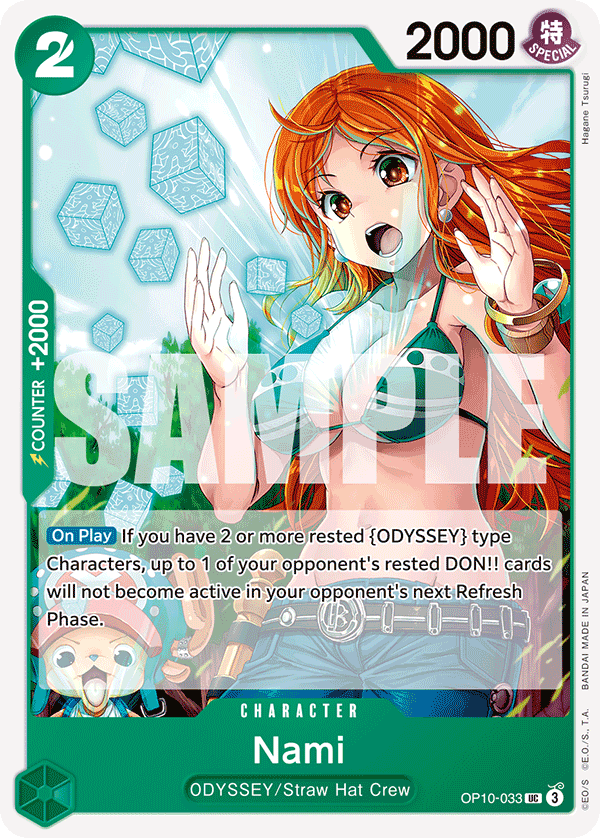 2
2000
特
SPECIAL
Hagane Tsurugi
COUNTER +2000
SAMPLE
On Play If you have 2 or more rested {ODYSSEY} type
Characters, up to 1 of your opponent's rested DON!! cards
will not become active in your opponent's next Refresh
Phase.
CHARACTER
Nami
ODYSSEY/Straw Hat Crew
OP10-033 UC 3
©EO/S ©E.O./S., T.A. BANDAI MADE IN JAPAN